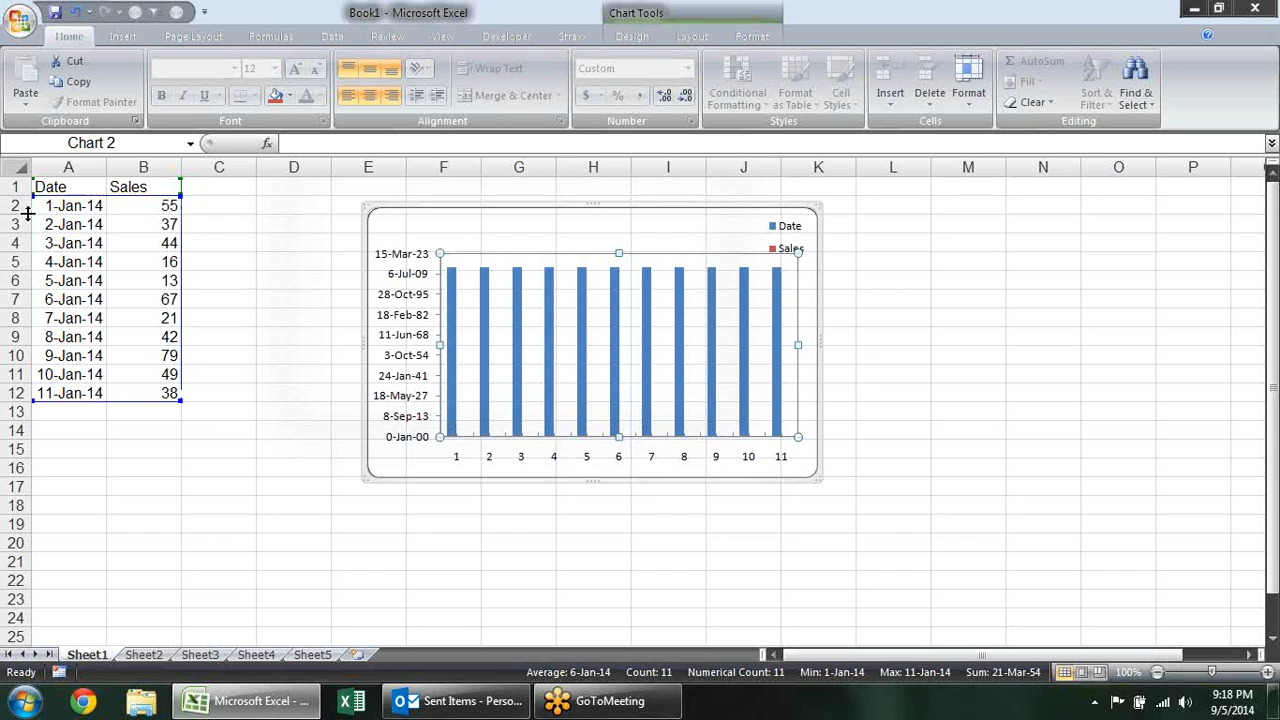 Book1 - Microsoft Excel
Chart Tools
Home Insert Page Layout Formulas Data Review View Developer Design Layout Format
Paste
Cut
Copy
Format Painter
Clipboard
12
B I U
Font
Wrap Text
Merge & Center
Alignment
Custom
$ % ,
Number
Conditional Formatting
Format as Table
Cell Styles
Styles
Insert Delete Format
Cells
AutoSum
Fill
Clear
Sort & Filter
Find & Select
Editing
Chart 2
fx
A B C D E F G H I J K L M N O P
1 Date Sales
2 1-Jan-14 55
3 2-Jan-14 37
4 3-Jan-14 44
5 4-Jan-14 16
6 5-Jan-14 13
7 6-Jan-14 67
8 7-Jan-14 21
9 8-Jan-14 42
10 9-Jan-14 79
11 10-Jan-14 49
12 11-Jan-14 38
13
14
15
16
17
18
19
20
21
22
23
24
25
Date
Sales
15-Mar-23
6-Jul-09
28-Oct-95
18-Feb-82
11-Jun-68
3-Oct-54
24-Jan-41
18-May-27
8-Sep-13
0-Jan-00
1 2 3 4 5 6 7 8 9 10 11
Sheet1 Sheet2 Sheet3 Sheet4 Sheet5
Ready Average: 6-Jan-14 Count: 11 Numerical Count: 11 Min: 1-Jan-14 Max: 11-Jan-14 Sum: 21-Mar-54 100%
Microsoft Excel - ...
Sent Items - Perso...
GoToMeeting
9:18 PM
9/5/2014